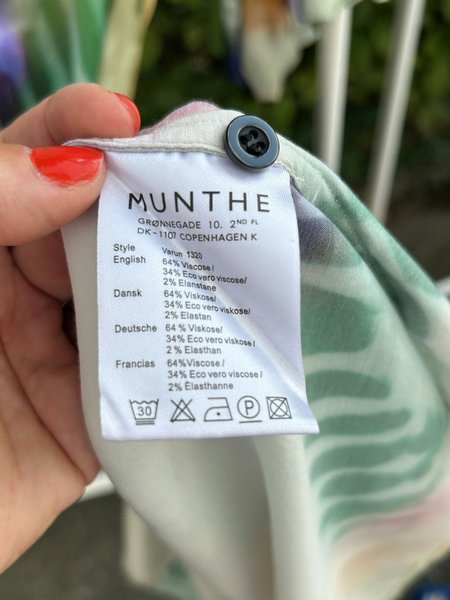 MUNTHE
GRØNNEGADE 10. 2ND FL
DK-1107 COPENHAGEN K
Style Varun 1320
English 64% Viscose/
34% Eco vero viscose/
2% Elanstane
Dansk 64% Viskose/
34% Eco vero viskose/
2% Elastan
Deutsche 64 % Viskose/
34% Eco vero viskose/
2 % Elasthan
Francias 64%Viscose/
34% Eco vero viscose/
2% Élasthanne
30 P